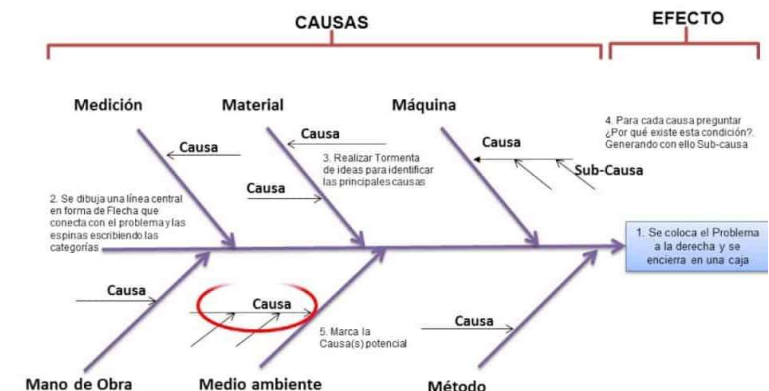 CAUSAS
EFECTO
Medición
Material
Máquina
4. Para cada causa preguntar
¿Por qué existe esta condición?.
Generando con ello Sub-causa
Causa
Causa
Causa
Sub-Causa
3. Realizar Tormenta
de ideas para identificar
las principales causas
Causa
2. Se dibuja una línea central
en forma de Flecha que
conecta con el problema y las
espinas escribiendo las
categorías
1. Se coloca el Problema
a la derecha y se
encierra en una caja
Causa
Causa
Causa
5. Marca la
Causa(s) potencial
Mano de Obra
Medio ambiente
Método